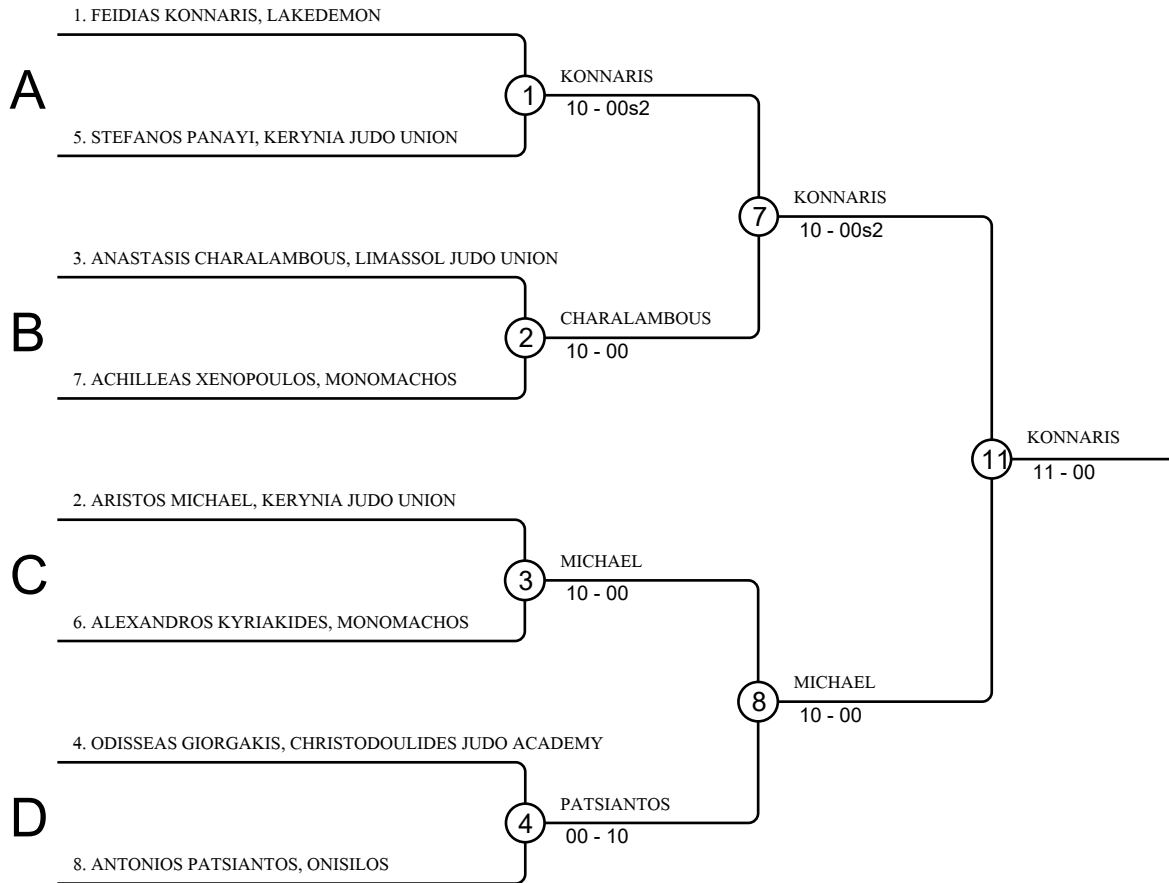 1. FEIDIAS KONNARIS, LAKEDEMON
A
1
KONNARIS
10 - 00s2
5. STEFANOS PANAYI, KERYNIA JUDO UNION
7
KONNARIS
10 - 00s2
3. ANASTASIS CHARALAMBOUS, LIMASSOL JUDO UNION
B
2
CHARALAMBOUS
10 - 00
7. ACHILLEAS XENOPOULOS, MONOMACHOS
11
KONNARIS
11 - 00
2. ARISTOS MICHAEL, KERYNIA JUDO UNION
C
3
MICHAEL
10 - 00
6. ALEXANDROS KYRIAKIDES, MONOMACHOS
8
MICHAEL
10 - 00
4. ODISSEAS GIORGAKIS, CHRISTODOULIDES JUDO ACADEMY
D
4
PATSIANTOS
00 - 10
8. ANTONIOS PATSIANTOS, ONISILOS